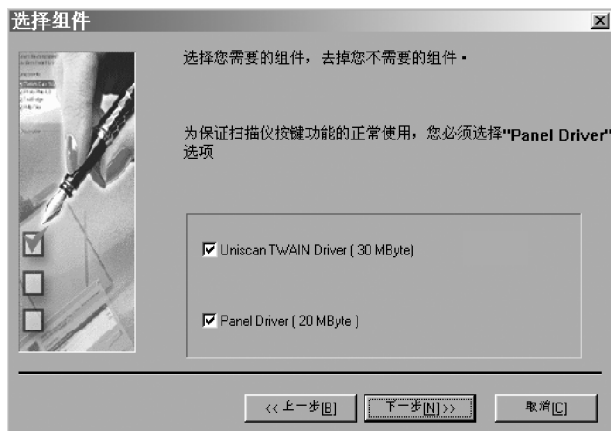 选择组件
选择您需要的组件，去掉您不需要的组件。
为保证扫描仪按键功能的正常使用，您必须选择"Panel Driver"
选项
Uniscan TWAIN Driver ( 30 MByte)
Panel Driver ( 20 MByte )
<< 上一步[B]
下一步[N] >>
取消[C]